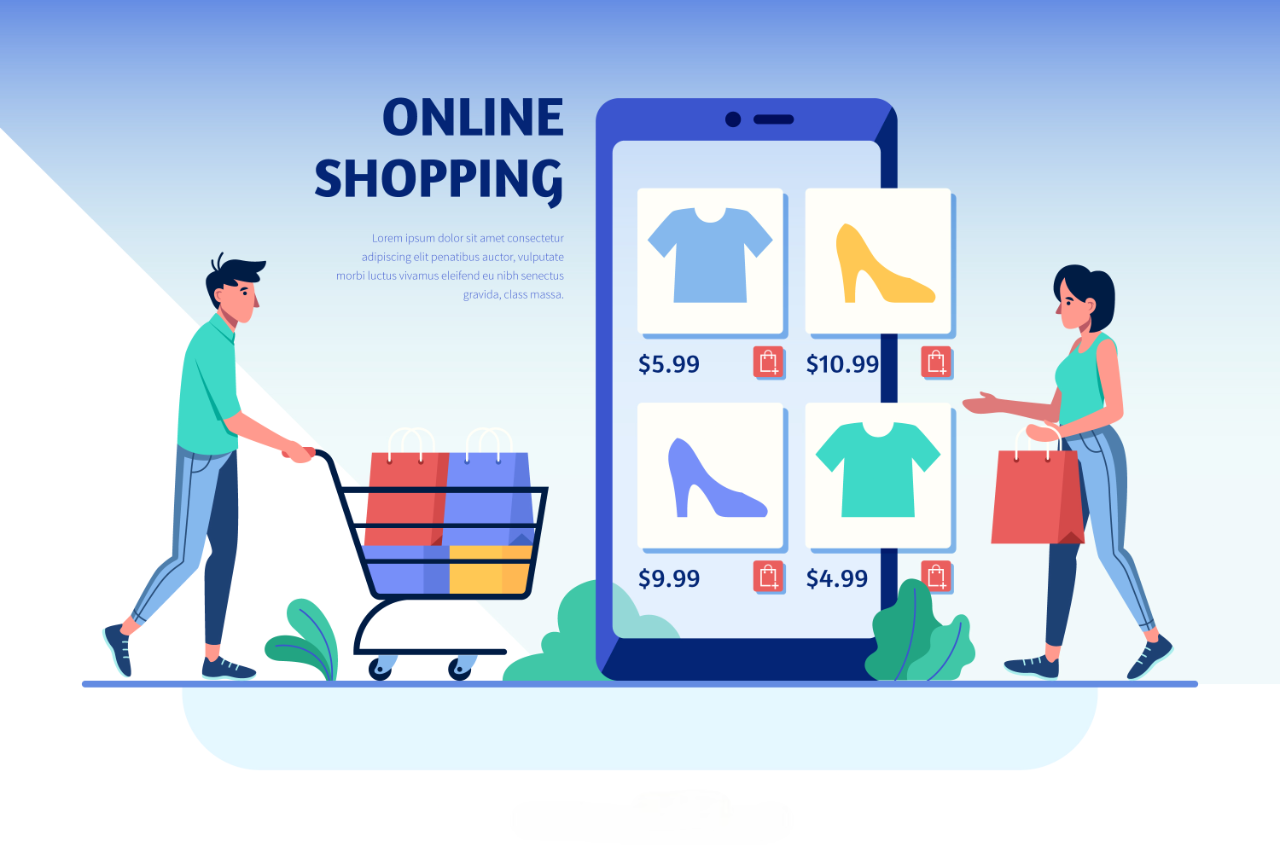 ONLINE
SHOPPING
Lorem ipsum dolor sit amet consectetur
adipiscing elit penatibus auctor, vulputate
morbi luctus vivamus eleifend eu nibh senectus
gravida, class massa.
$5.99
$10.99
$9.99
$4.99